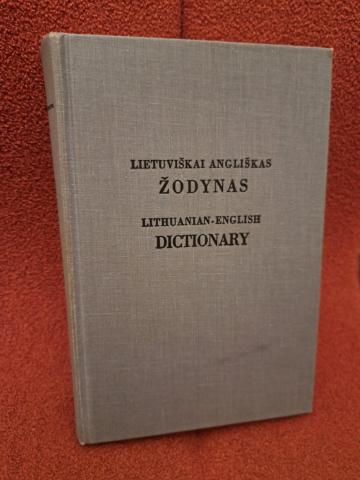 LIETUVIŠKAI ANGLIŠKAS
ŽODYNAS
LITHUANIAN-ENGLISH
DICTIONARY